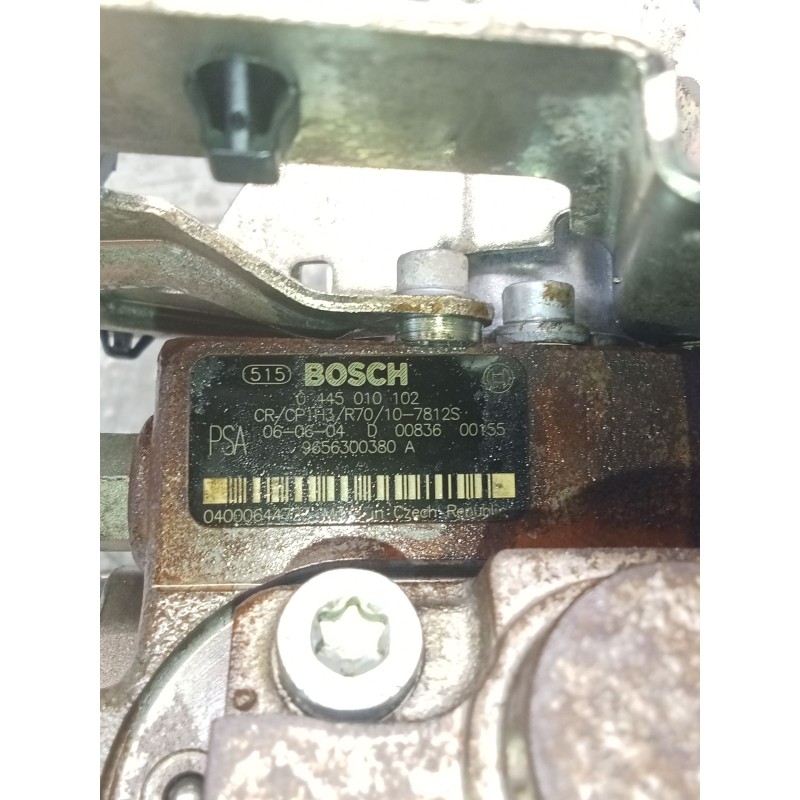 515 BOSCH
0 445 010 102
CR/CP1H3/R70/10-7812S
PSA 06-06-04 D 00836 00155
9656300380 A
in Czech Republic